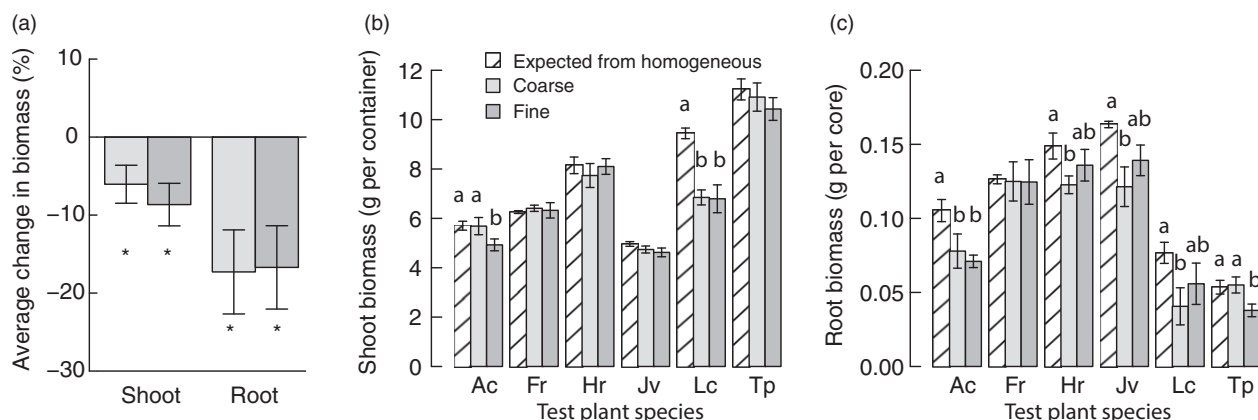 (a)
Average change in biomass (%)
10
0
−10
−20
−30
* *
* *
Shoot Root
(b)
Shoot biomass (g per container)
12
10
8
6
4
2
0
Expected from homogeneous
Coarse
Fine
a a b
a b b
Ac Fr Hr Jv Lc Tp
Test plant species
(c)
Root biomass (g per core)
0.20
0.15
0.10
0.05
0.00
a b b
a b ab
a b ab
a b ab
a a b
Ac Fr Hr Jv Lc Tp
Test plant species